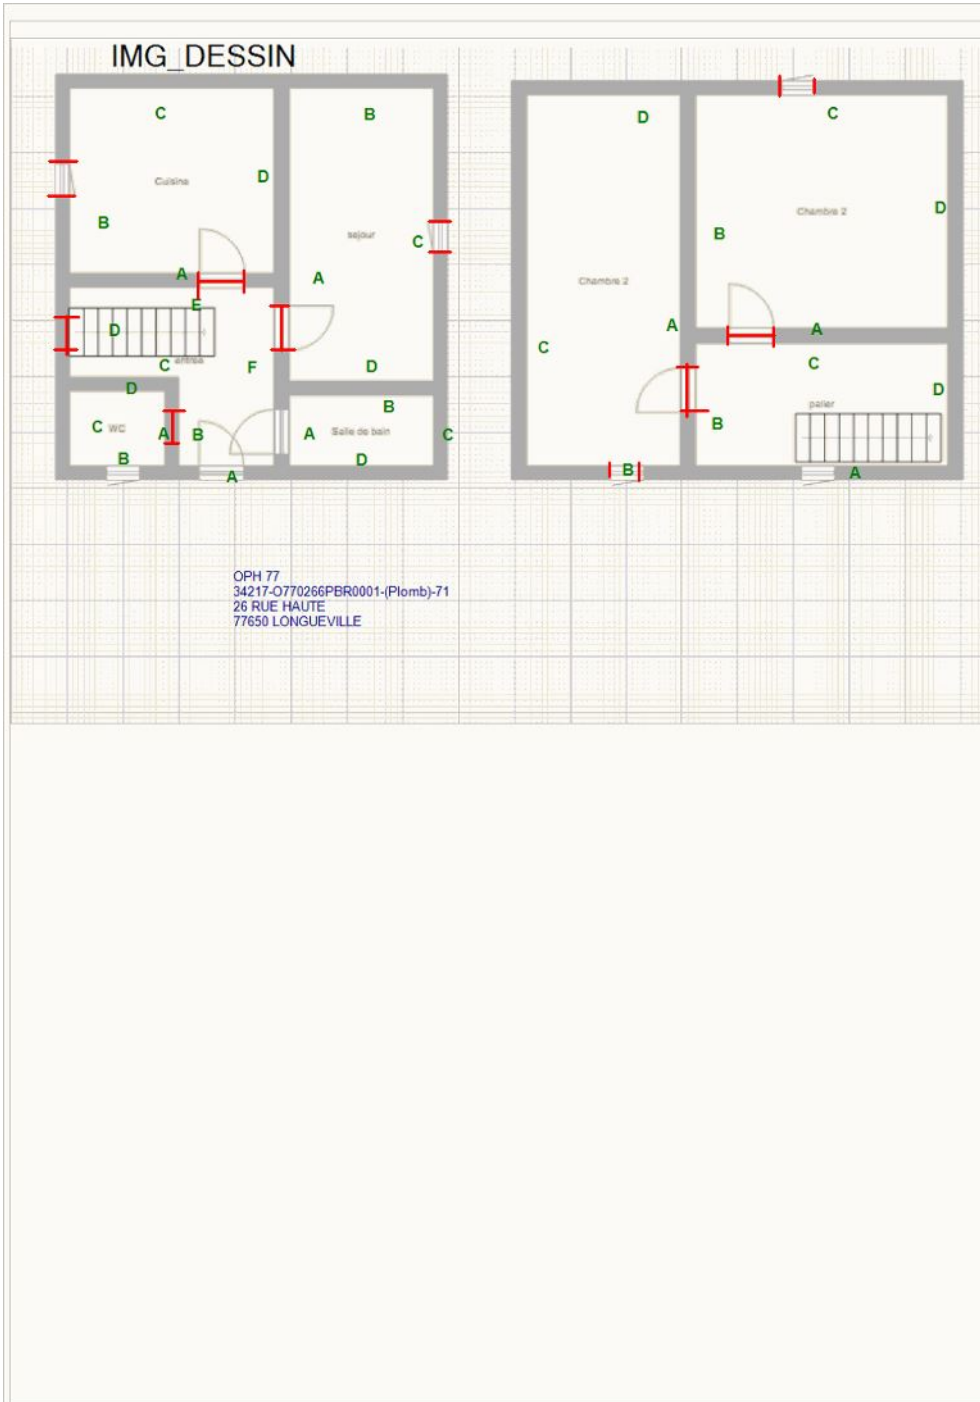 IMG_DESSIN
C
B
D
C
Cuisine
D
D
B
sejour
B
Chambre 2
C
B
A
A
Chambre 2
E
D
A
A
C
entrée
F
D
C
C
D
B
palier
D
C
WC
A
B
A
Salle de bain
C
B
B
D
B
A
A
OPH 77
34217-O770266PBR0001-(Plomb)-71
26 RUE HAUTE
77650 LONGUEVILLE